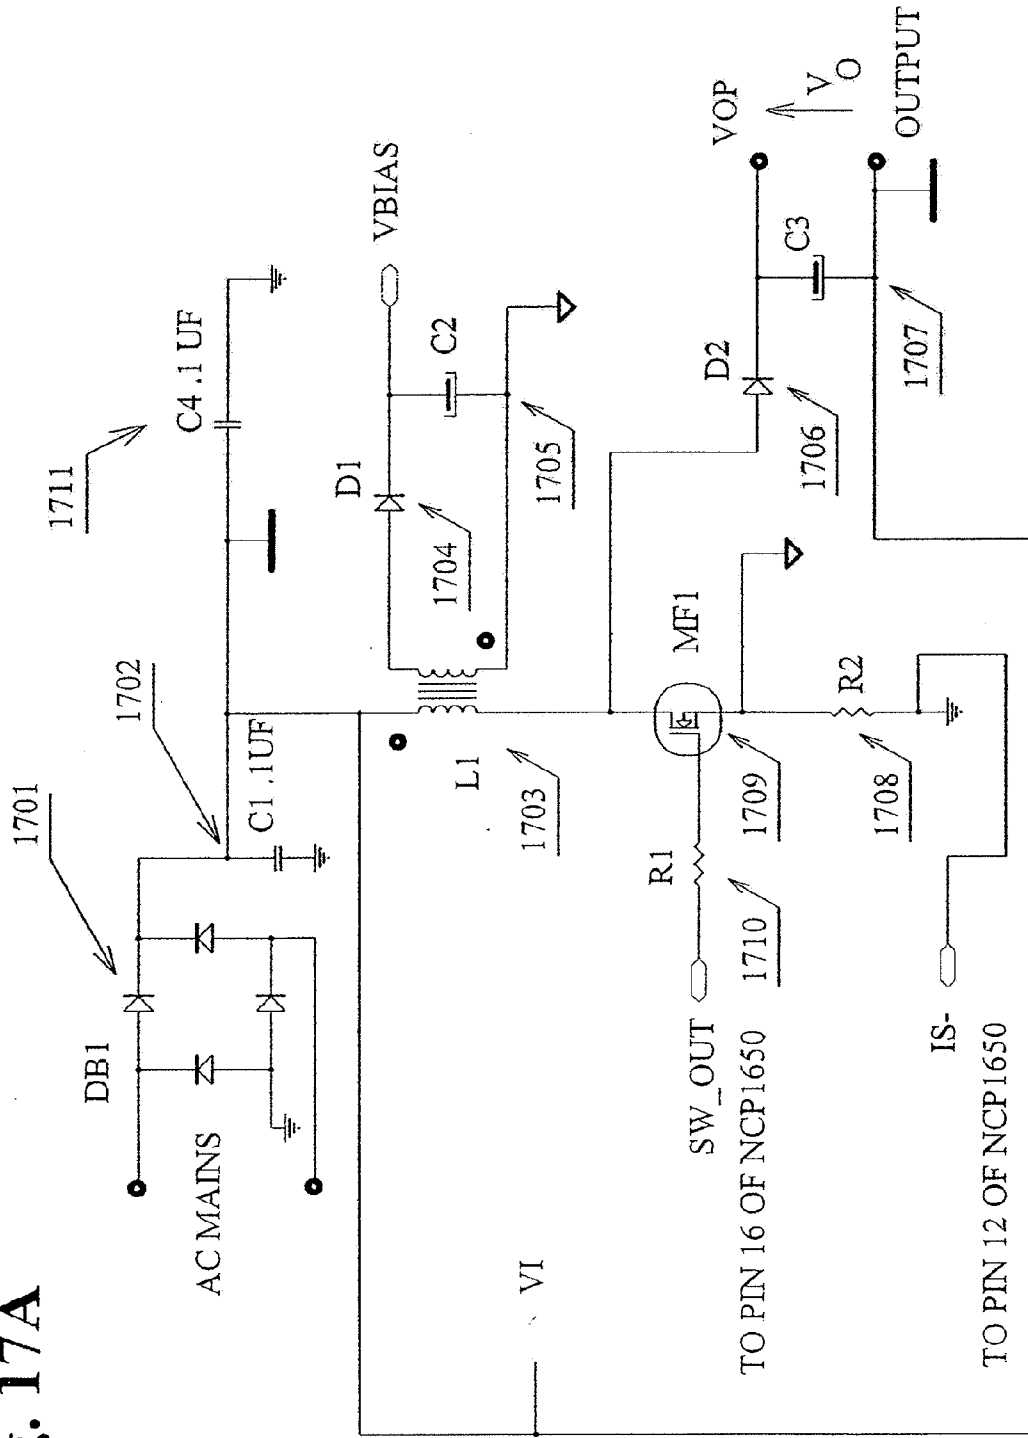 . 17A
1701
1702
1711
DB1
AC MAINS
C1 .1UF
C4 .1 UF
D1
VBIAS
1704
C2
1705
L1
1703
VI
D2
VOP
VO
C3
1706
1707
OUTPUT
MF1
R1
1709
R2
1708
1710
SW_OUT
TO PIN 16 OF NCP1650
IS-
TO PIN 12 OF NCP1650